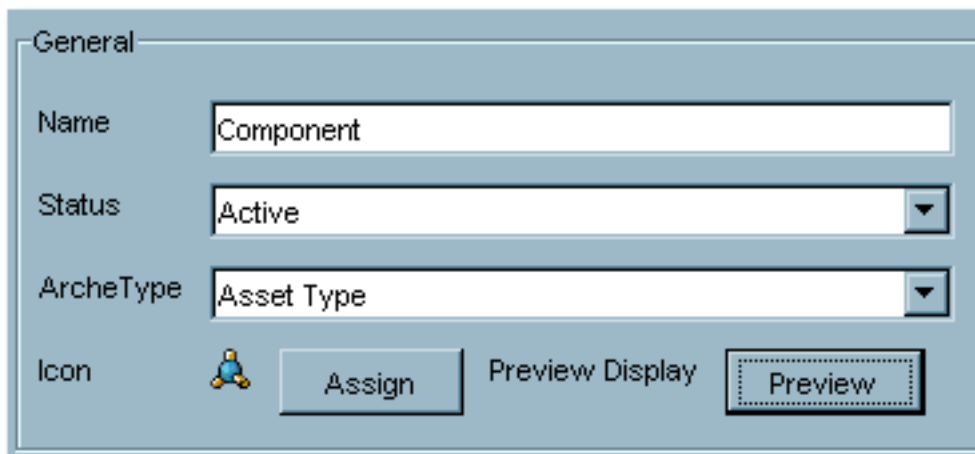 General
Name Component
Status Active
ArcheType Asset Type
Icon Assign Preview Display Preview